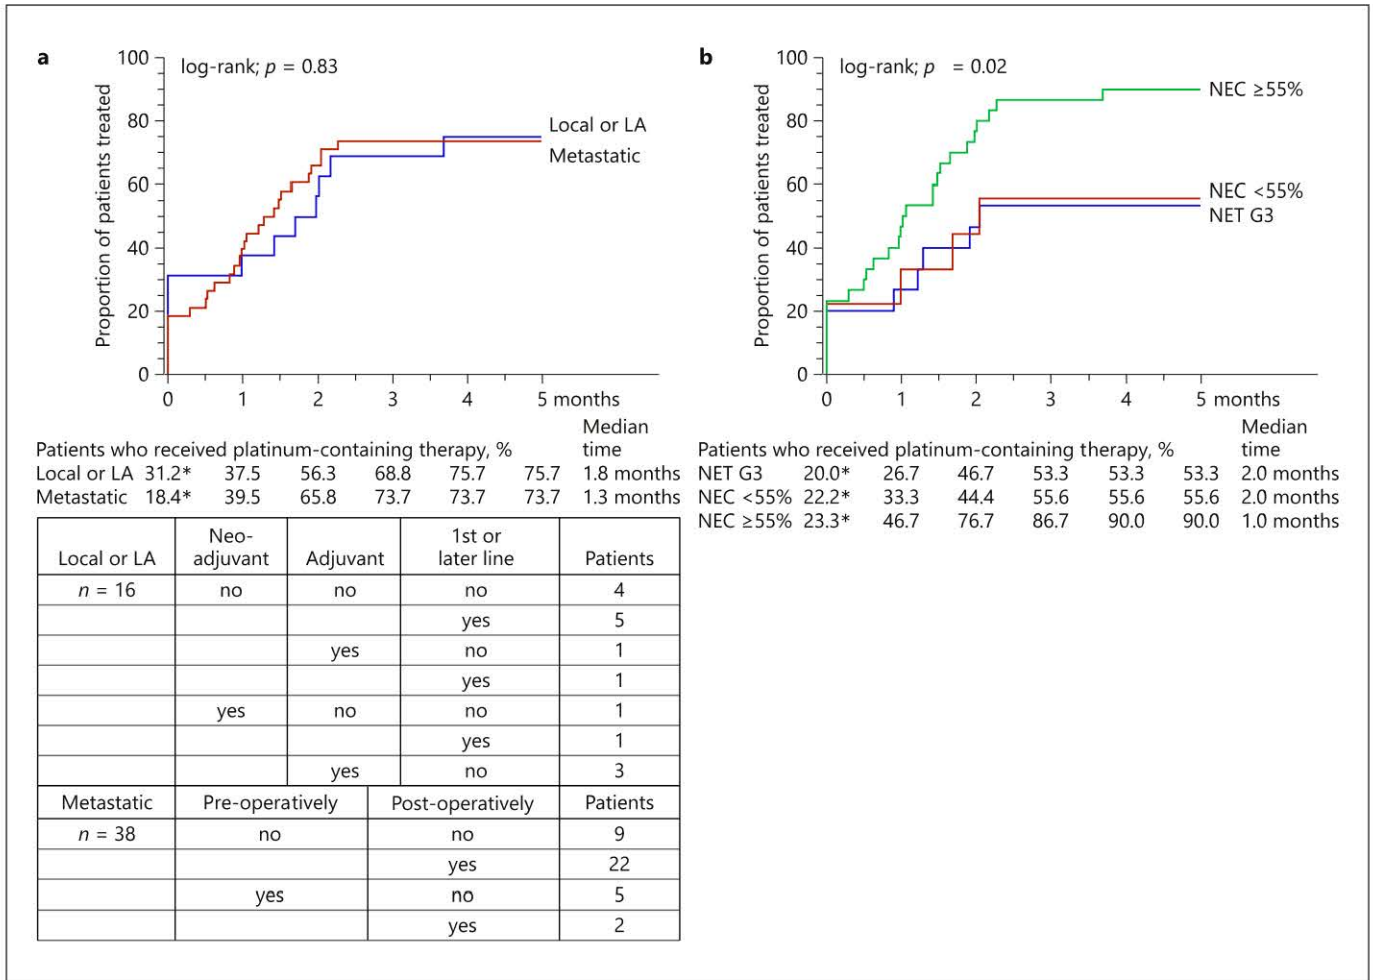 a
log-rank; p = 0.83
Proportion of patients treated
100
80
60
40
20
0
Local or LA
Metastatic
0 1 2 3 4 5 months
Patients who received platinum-containing therapy, % Median time
Local or LA 31.2* 37.5 56.3 68.8 75.7 75.7 1.8 months
Metastatic 18.4* 39.5 65.8 73.7 73.7 73.7 1.3 months
Local or LA Neo-adjuvant Adjuvant 1st or later line Patients
n = 16 no no no 4
yes 5
yes no 1
yes 1
yes no no 1
yes 1
yes no 3
Metastatic Pre-operatively Post-operatively Patients
n = 38 no no 9
yes 22
yes no 5
yes 2
b
log-rank; p = 0.02
Proportion of patients treated
100
80
60
40
20
0
NEC ≥55%
NEC <55%
NET G3
0 1 2 3 4 5 months
Patients who received platinum-containing therapy, % Median time
NET G3 20.0* 26.7 46.7 53.3 53.3 53.3 2.0 months
NEC <55% 22.2* 33.3 44.4 55.6 55.6 55.6 2.0 months
NEC ≥55% 23.3* 46.7 76.7 86.7 90.0 90.0 1.0 months